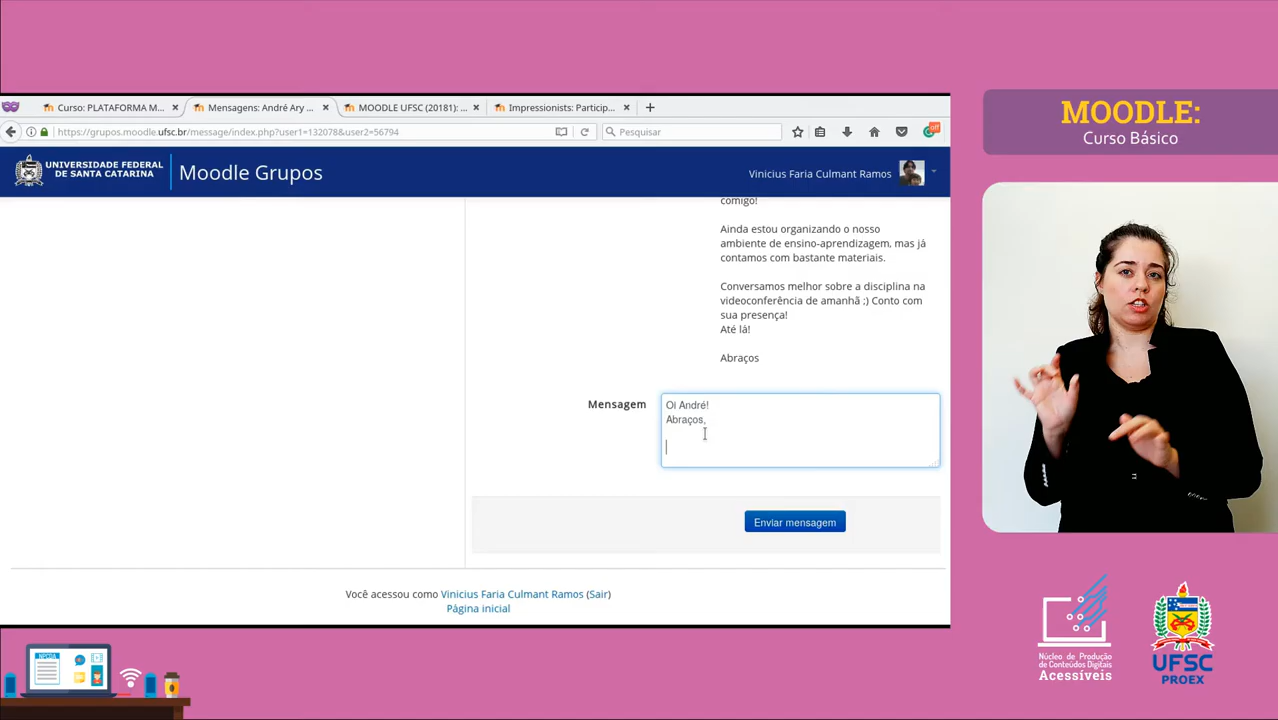 Curso: PLATAFORMA M...
Mensagens: André Ary ...
MOODLE UFSC (20181): ...
Impressionists: Particip...
https://grupos.moodle.ufsc.br/message/index.php?user1=132078&user2=56794
Pesquisar
off
UNIVERSIDADE FEDERAL
DE SANTA CATARINA
Moodle Grupos
Vinicius Faria Culmant Ramos
comigo!
Ainda estou organizando o nosso
ambiente de ensino-aprendizagem, mas já
contamos com bastante materiais.
Conversamos melhor sobre a disciplina na
videoconferência de amanhã ;) Conto com
sua presença!
Até lá!
Abraços
Mensagem
Oi André!
Abraços,
Enviar mensagem
Você acessou como Vinicius Faria Culmant Ramos (Sair)
Página inicial
MOODLE:
Curso Básico
Núcleo de Produção
de Conteúdos Digitais
Acessíveis
UFSC
PROEX